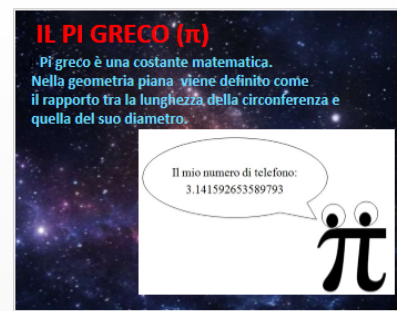 IL PI GRECO (π)
Pi greco è una costante matematica.
Nella geometria piana viene definito come
il rapporto tra la lunghezza della circonferenza e
quella del suo diametro.
Il mio numero di telefono:
3.141592653589793
π